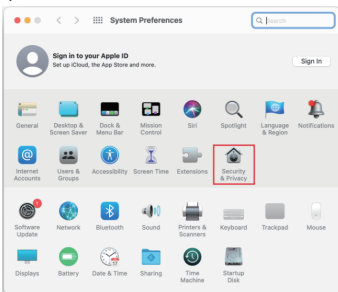 System Preferences
Search
Sign in to your Apple ID
Set up iCloud, the App Store and more.
Sign In
General
Desktop &
Screen Saver
Dock &
Menu Bar
Mission
Control
Siri
Spotlight
Language
& Region
Notifications
Internet
Accounts
Users &
Groups
Accessibility
Screen Time
Extensions
Security
& Privacy
Software
Update
Network
Bluetooth
Sound
Printers &
Scanners
Keyboard
Trackpad
Mouse
Displays
Battery
Date & Time
Sharing
Time
Machine
Startup
Disk